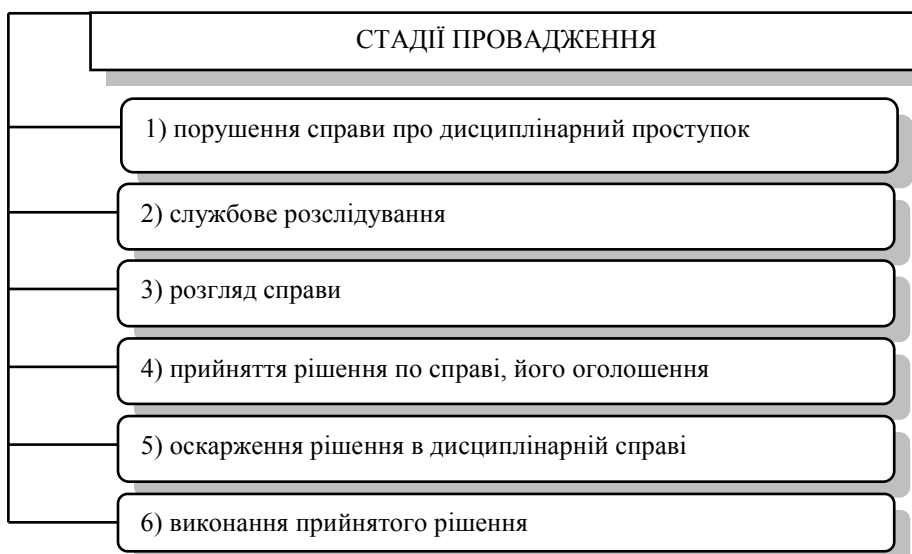 СТАДІЇ ПРОВАДЖЕННЯ
1) порушення справи про дисциплінарний проступок
2) службове розслідування
3) розгляд справи
4) прийняття рішення по справі, його оголошення
5) оскарження рішення в дисциплінарній справі
6) виконання прийнятого рішення